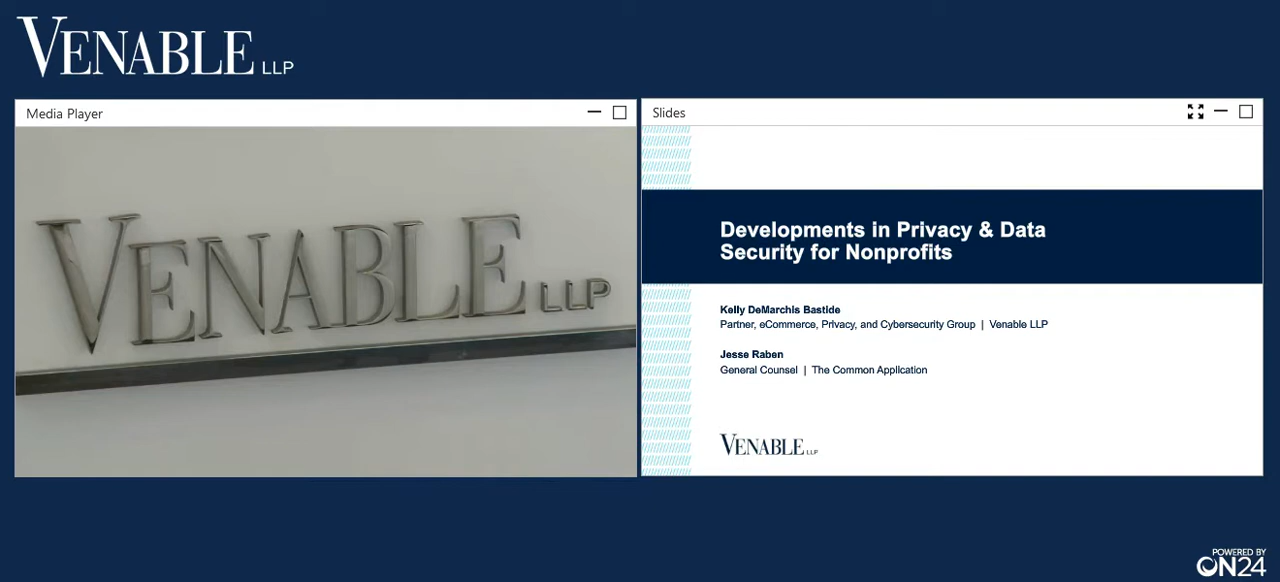 VENABLE LLP
Media Player
VENABLE LLP
Slides
Developments in Privacy & Data
Security for Nonprofits
Kelly DeMarchis Bastide
Partner, eCommerce, Privacy, and Cybersecurity Group | Venable LLP
Jesse Raben
General Counsel | The Common Application
VENABLE LLP
POWERED BY
ON24